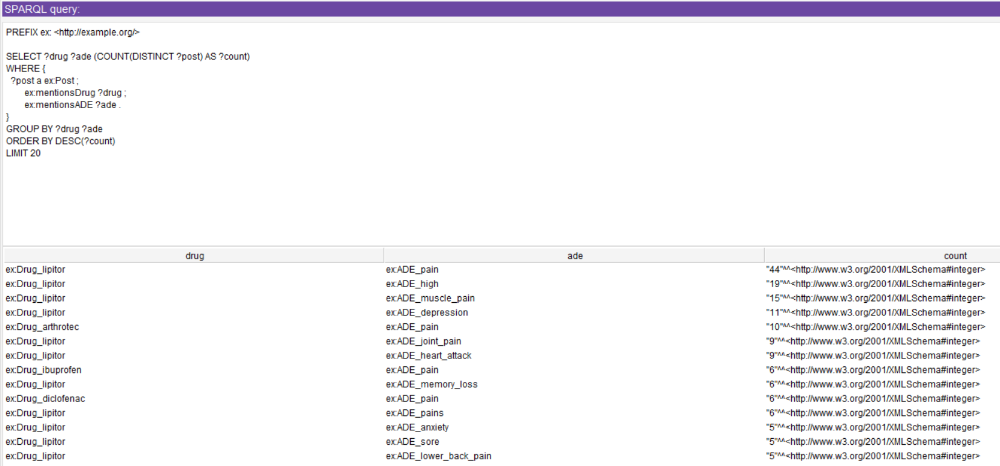 SPARQL query:
PREFIX ex: <http://example.org/>
SELECT ?drug ?ade (COUNT(DISTINCT ?post) AS ?count)
WHERE {
?post a ex:Post ;
ex:mentionsDrug ?drug ;
ex:mentionsADE ?ade .
}
GROUP BY ?drug ?ade
ORDER BY DESC(?count)
LIMIT 20
drug ade count
ex:Drug_lipitor ex:ADE_pain "44"^^<http://www.w3.org/2001/XMLSchema#integer>
ex:Drug_lipitor ex:ADE_high "19"^^<http://www.w3.org/2001/XMLSchema#integer>
ex:Drug_lipitor ex:ADE_muscle_pain "15"^^<http://www.w3.org/2001/XMLSchema#integer>
ex:Drug_lipitor ex:ADE_depression "11"^^<http://www.w3.org/2001/XMLSchema#integer>
ex:Drug_arthrotec ex:ADE_pain "10"^^<http://www.w3.org/2001/XMLSchema#integer>
ex:Drug_lipitor ex:ADE_joint_pain "9"^^<http://www.w3.org/2001/XMLSchema#integer>
ex:Drug_lipitor ex:ADE_heart_attack "9"^^<http://www.w3.org/2001/XMLSchema#integer>
ex:Drug_ibuprofen ex:ADE_pain "6"^^<http://www.w3.org/2001/XMLSchema#integer>
ex:Drug_lipitor ex:ADE_memory_loss "6"^^<http://www.w3.org/2001/XMLSchema#integer>
ex:Drug_diclofenac ex:ADE_pain "6"^^<http://www.w3.org/2001/XMLSchema#integer>
ex:Drug_lipitor ex:ADE_pains "6"^^<http://www.w3.org/2001/XMLSchema#integer>
ex:Drug_lipitor ex:ADE_anxiety "5"^^<http://www.w3.org/2001/XMLSchema#integer>
ex:Drug_lipitor ex:ADE_sore "5"^^<http://www.w3.org/2001/XMLSchema#integer>
ex:Drug_lipitor ex:ADE_lower_back_pain "5"^^<http://www.w3.org/2001/XMLSchema#integer>